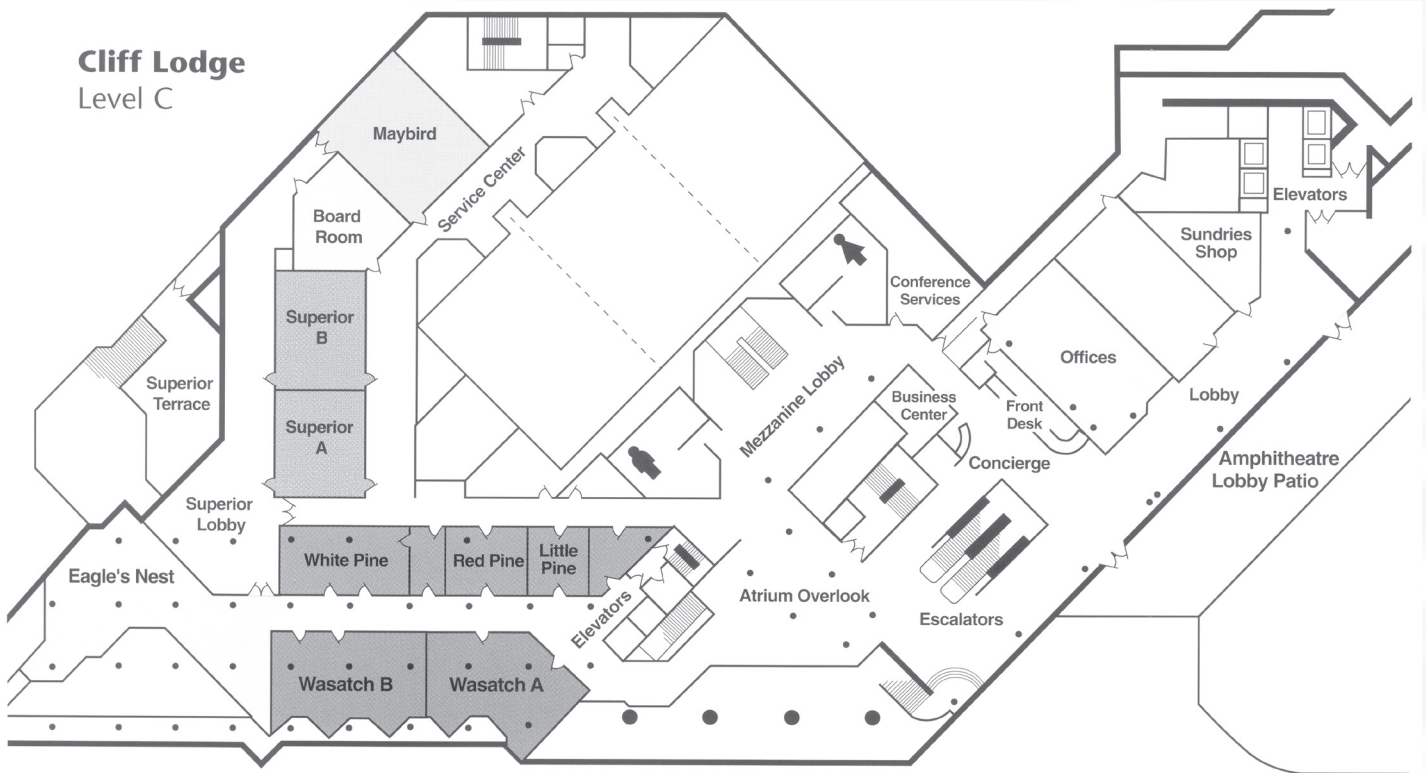 Cliff Lodge
Level C
Maybird
Service Center
Board
Room
Elevators
Sundries
Shop
Conference
Services
Superior
B
Superior
Terrace
Superior
A
Mezzanine Lobby
Offices
Business
Center
Front
Desk
Lobby
Concierge
Amphitheatre
Lobby Patio
Superior
Lobby
White Pine
Red Pine
Little
Pine
Eagle's Nest
Elevators
Atrium Overlook
Escalators
Wasatch B
Wasatch A